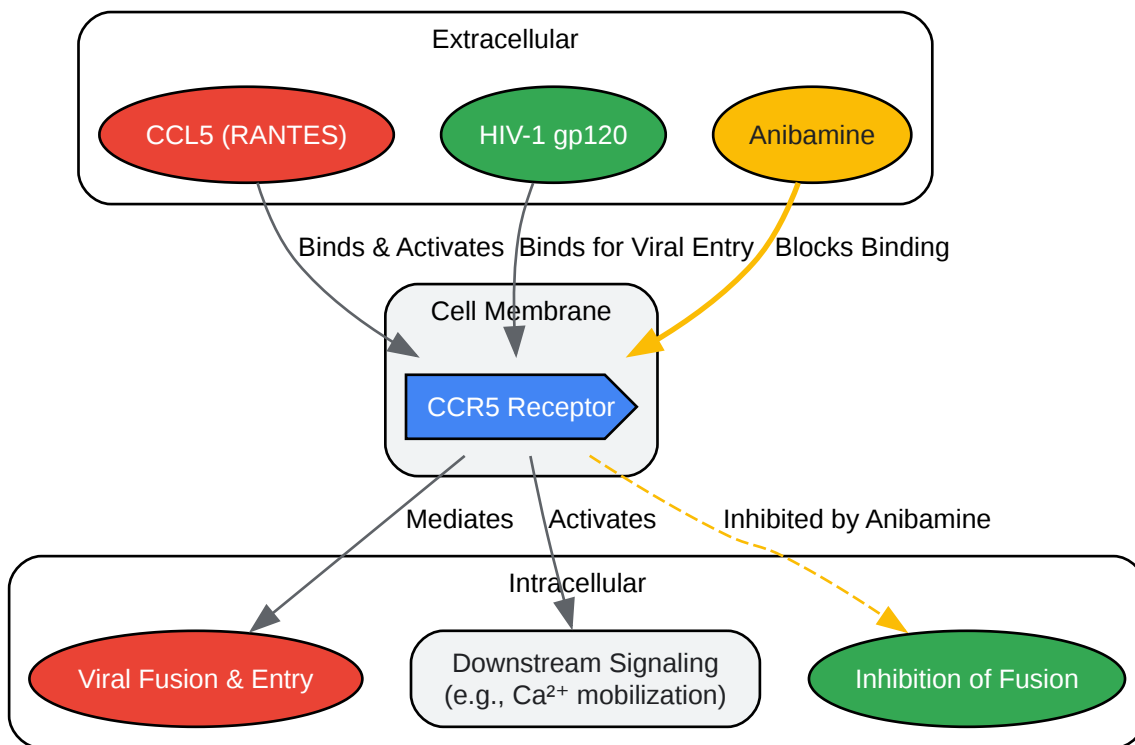 Extracellular
CCL5 (RANTES)
HIV-1 gp120
Anibamine
Binds & Activates
Binds for Viral Entry
Blocks Binding
Cell Membrane
CCR5 Receptor
Mediates
Activates
Inhibited by Anibamine
Intracellular
Viral Fusion & Entry
Downstream Signaling
(e.g., Ca²⁺ mobilization)
Inhibition of Fusion